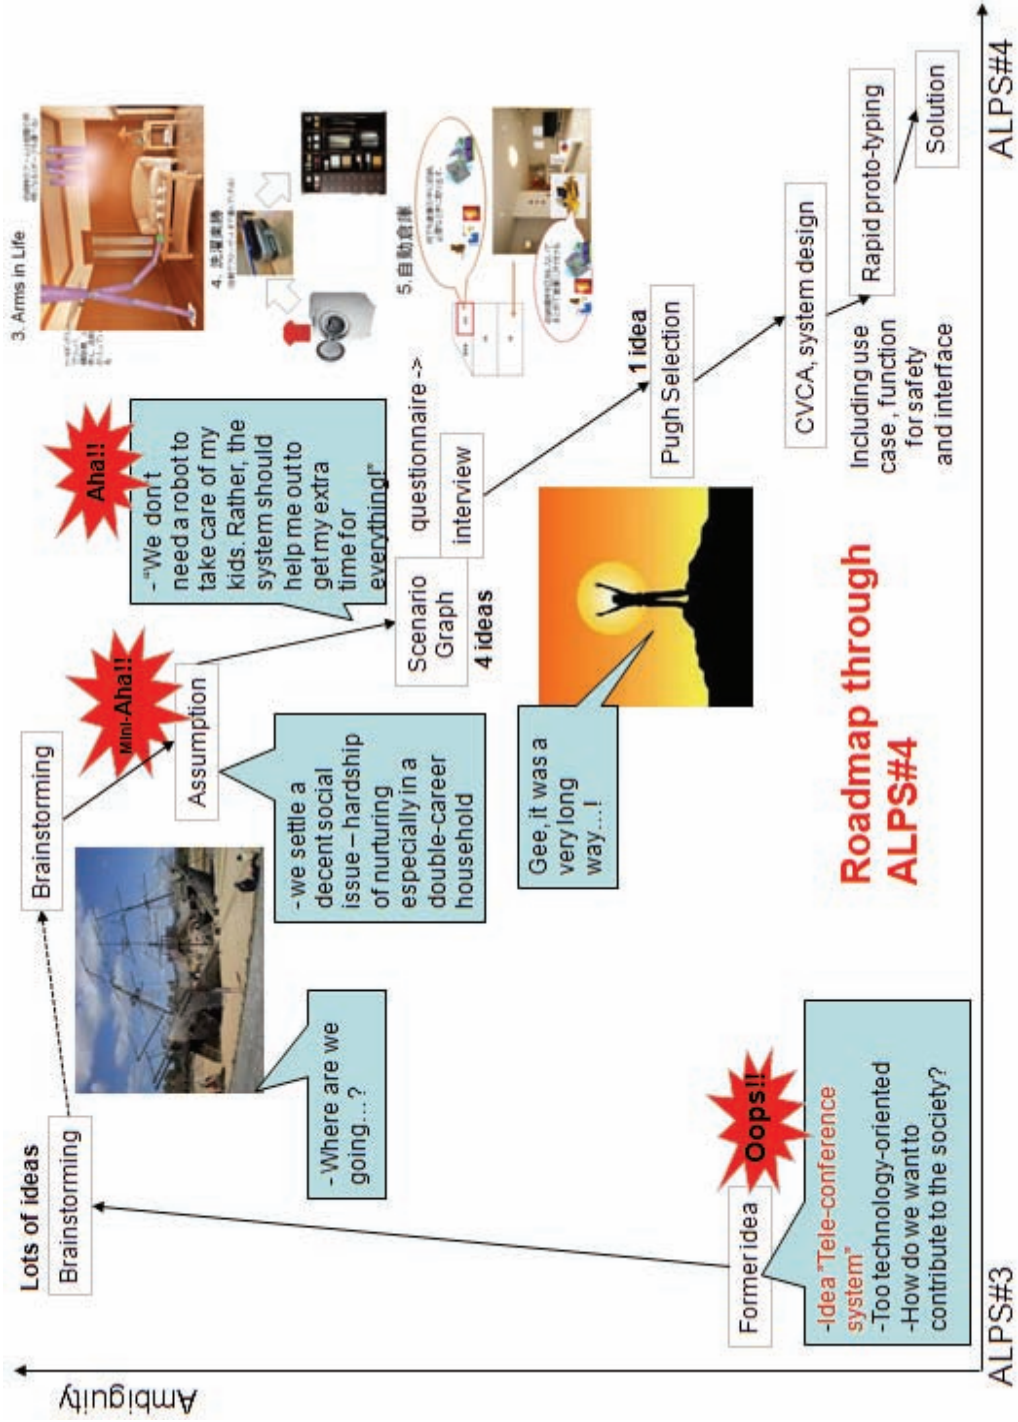 Ambiguity
Lots of ideas
Brainstorming
Brainstorming
Mini-Aha!!
Assumption
Aha!!
-“We don’t
need a robot to
take care of my
kids. Rather, the
system should
help me out to
get my extra
time for
everything!”
3. Arms in Life
4. 洗濯楽勝
5.自動倉庫
- Where are we
going…?
-we settle a
decent social
issue – hardship
of nurturing
especially in a
double-career
household
Scenario
Graph
4 ideas
questionnaire ->
interview
Gee, it was a
very long
way…!
1 idea
Pugh Selection
CVCA, system design
Including use
case , function
for safety
and interface
Rapid proto-typing
Solution
Former idea
Oops!!
-Idea “Tele-conference
system”
-Too technology-oriented
-How do we want to
contribute to the society?
Roadmap through
ALPS#4
ALPS#3
ALPS#4